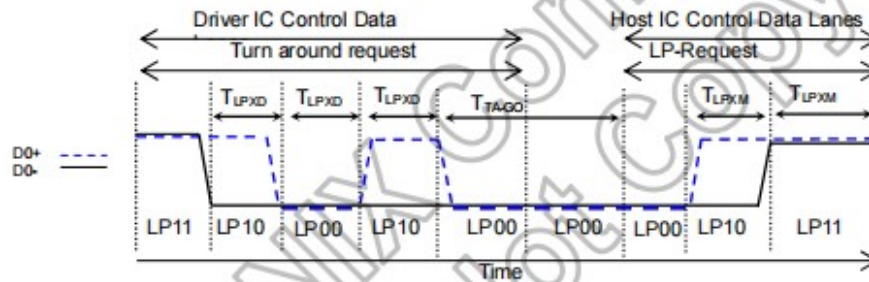 Driver IC Control Data Host IC Control Data Lanes
Turn around request LP-Request
TLPXD TLPXD TLPXD TTA-GO TLPXM TLPXM
D0+
D0-
LP11 LP10 LP00 LP10 LP00 LP00 LP00 LP10 LP11
Time